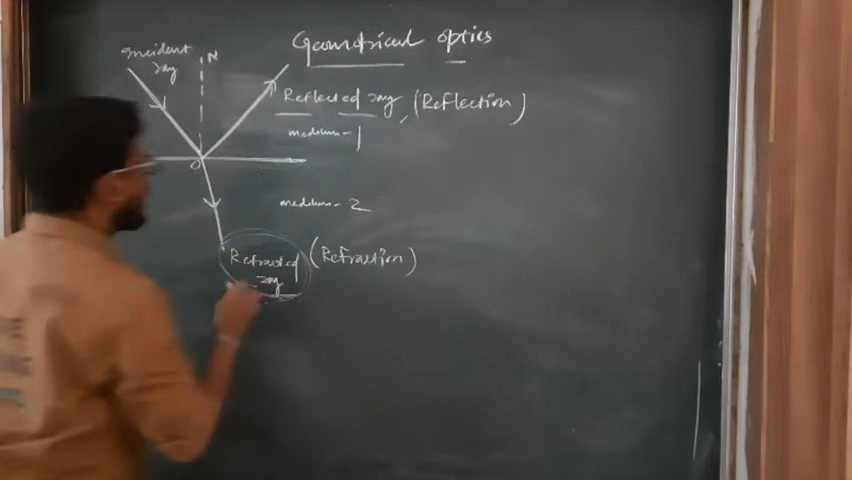 Geometrical optics
Incident ray
N
Reflected ray, (Reflection)
medium-1
O
medium-2
Refracted ray
(Refraction)